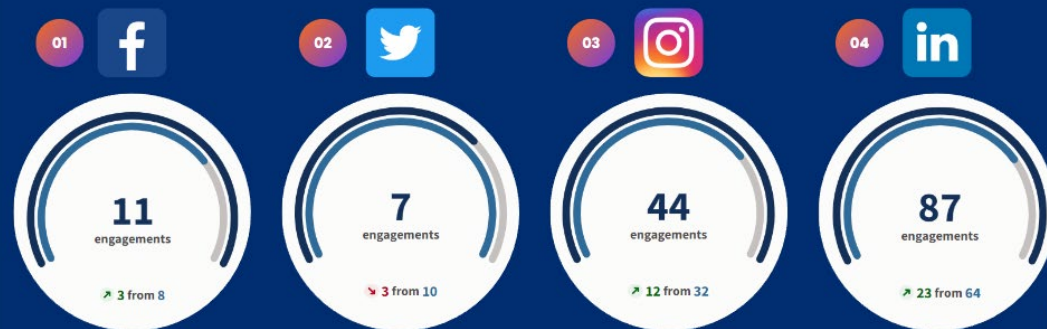 01
02
03
04
in
11
engagements
3 from 8
7
engagements
3 from 10
44
engagements
12 from 32
87
engagements
23 from 64